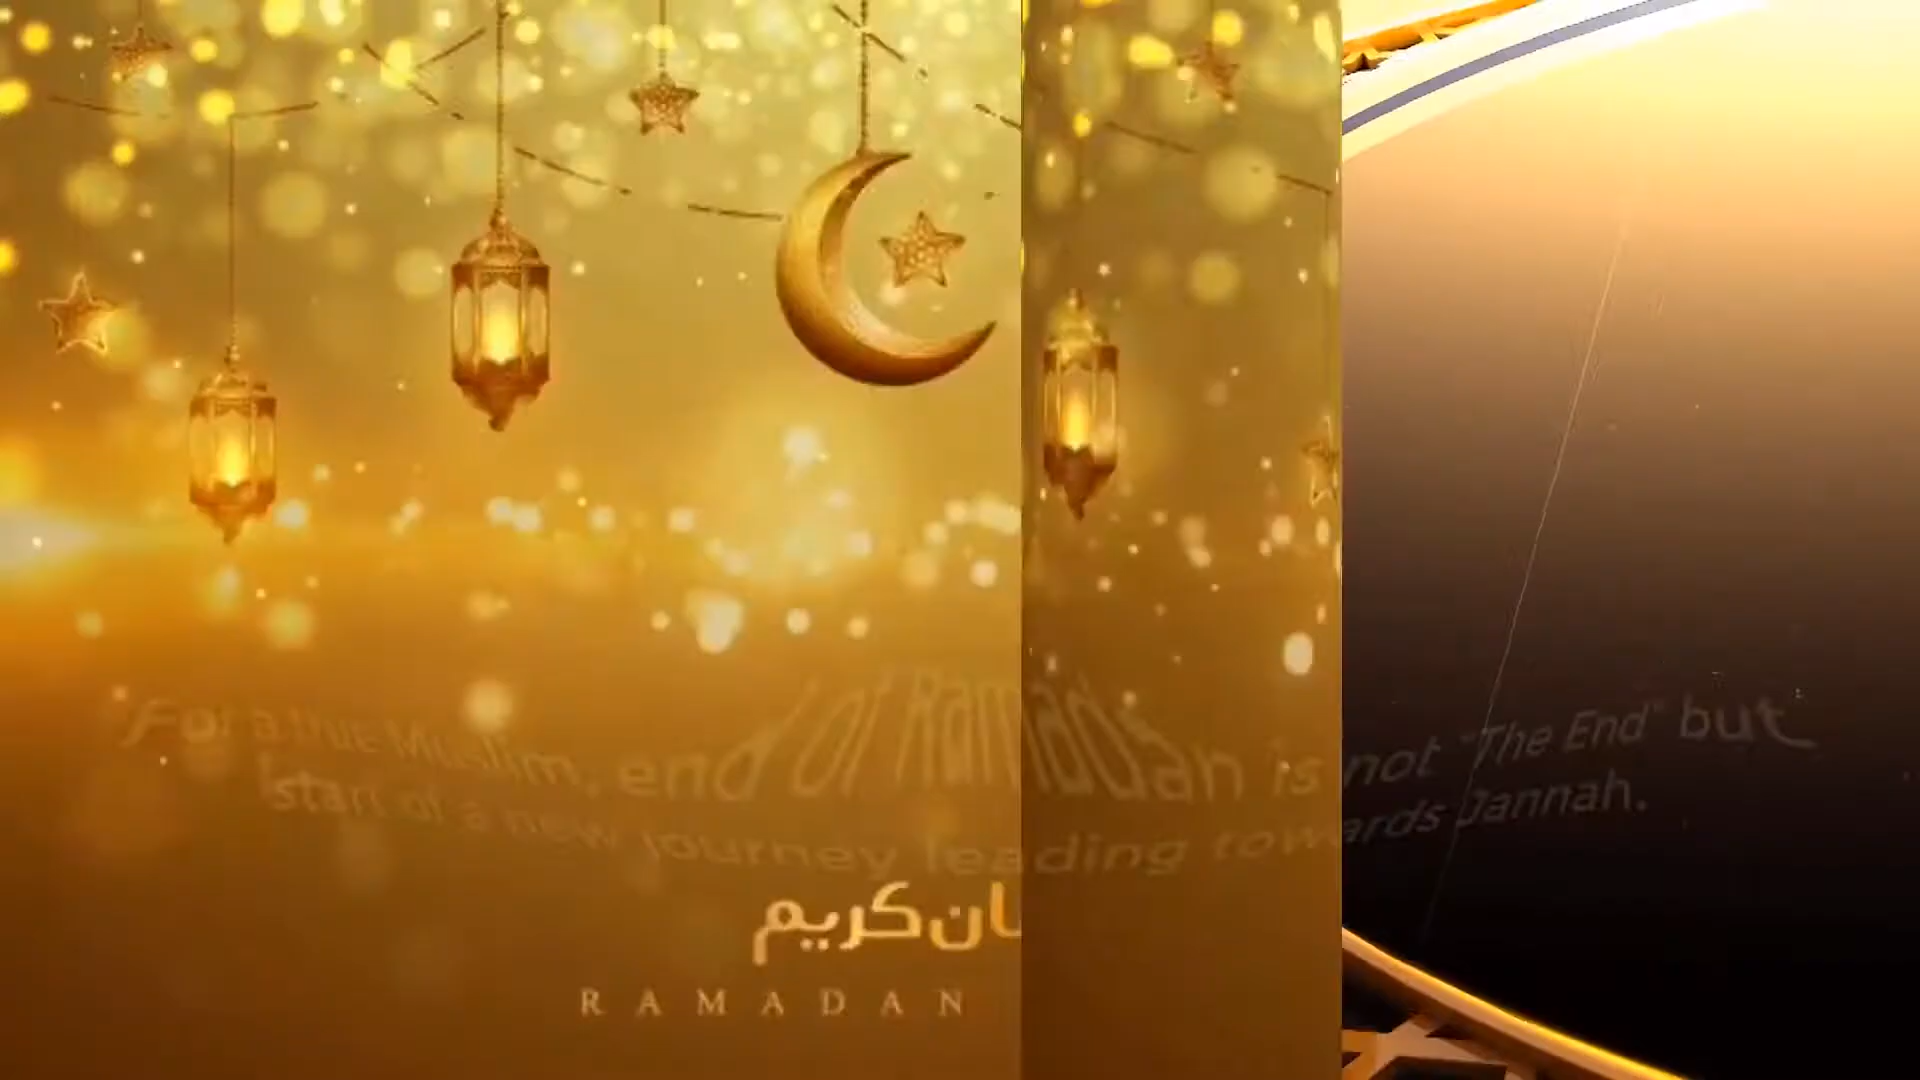 For a true Muslim, end of Ramadan is not "The End" but
start of a new journey leading towards Jannah.
ان كريم
RAMADAN